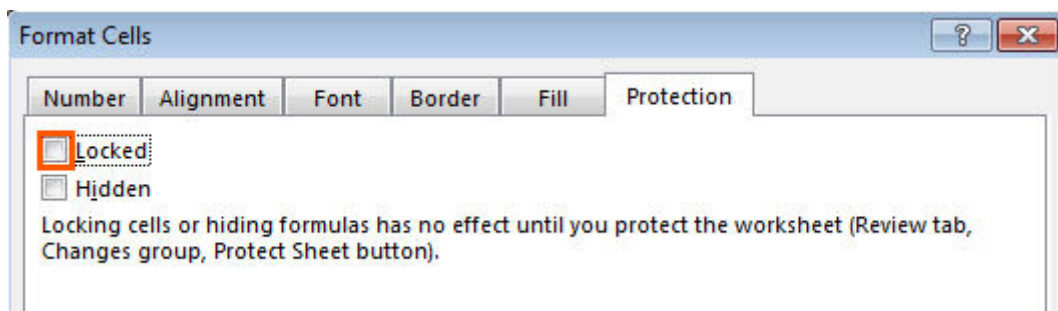 Format Cells
?
Number Alignment Font Border Fill Protection
Locked
Hidden
Locking cells or hiding formulas has no effect until you protect the worksheet (Review tab,
Changes group, Protect Sheet button).